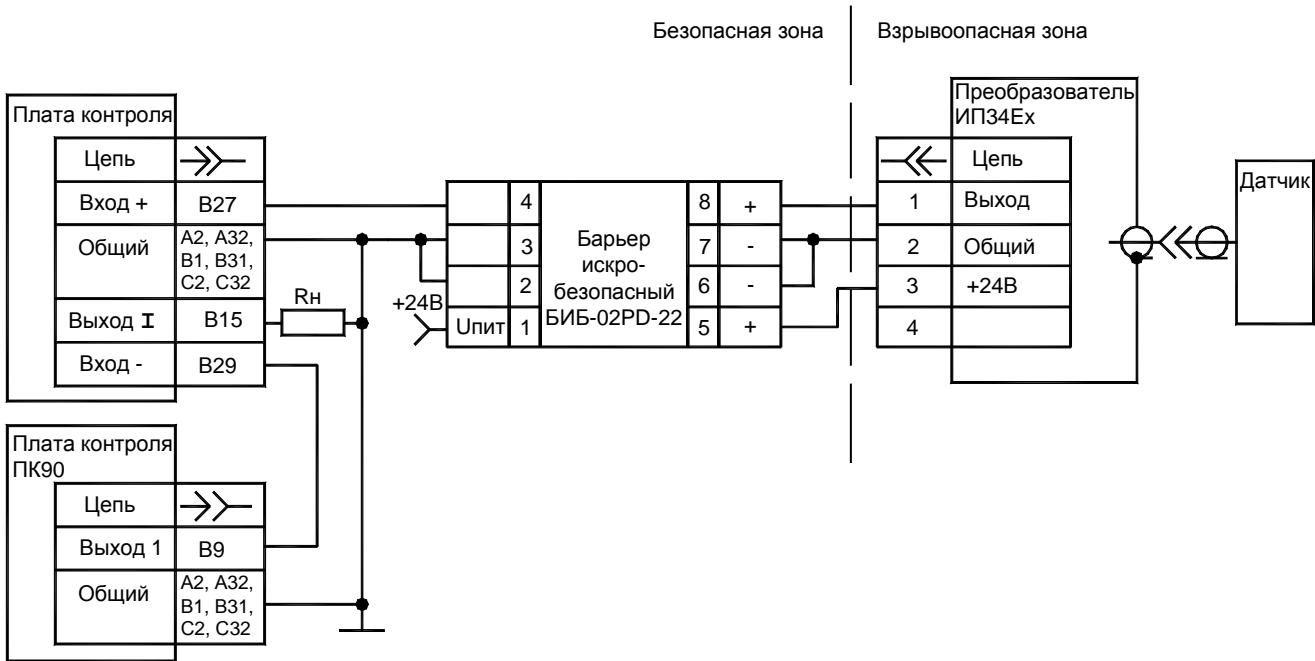 Безопасная зона
Взрывоопасная зона
Плата контроля
Цепь
Вход + B27
Общий A2, A32,
B1, B31,
C2, C32
Выход I B15
Вход - B29
Rн
+24В
4
3
2
Uпит 1
Барьер
искро-
безопасный
БИБ-02PD-22
8 +
7 -
6 -
5 +
Преобразователь
ИП34Ех
Цепь
1 Выход
2 Общий
3 +24В
4
Датчик
Плата контроля
ПК90
Цепь
Выход 1 B9
Общий A2, A32,
B1, B31,
C2, C32